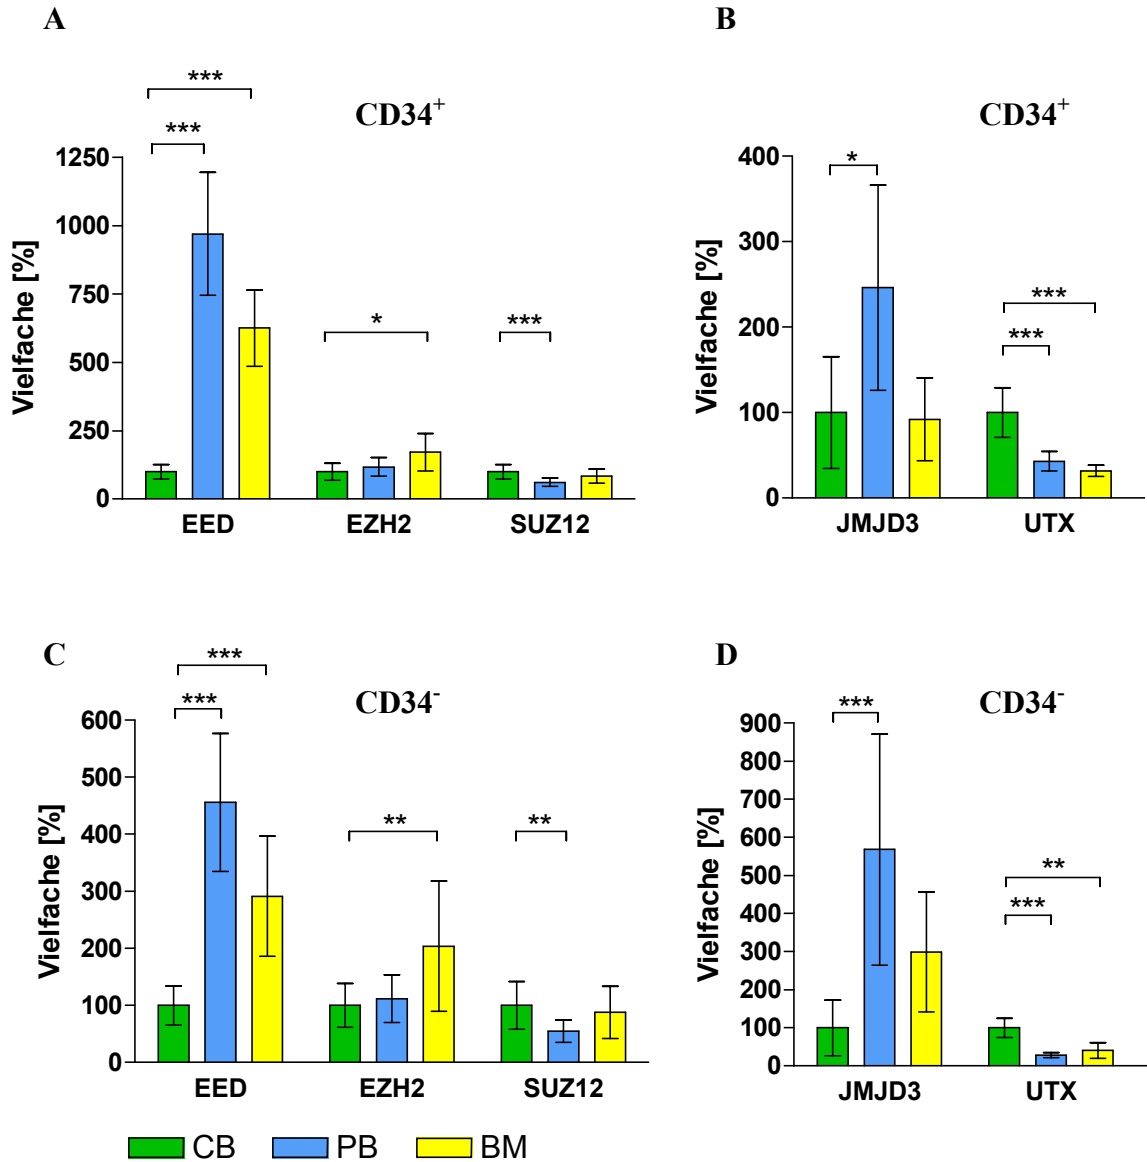 A
CD34+
***
***
*
***
Vielfache [%]
1250
1000
750
500
250
0
EED EZH2 SUZ12
B
CD34+
*
***
***
Vielfache [%]
400
300
200
100
0
JMJD3 UTX
C
CD34-
***
***
**
**
Vielfache [%]
600
500
400
300
200
100
0
EED EZH2 SUZ12
D
CD34-
***
**
***
Vielfache [%]
900
800
700
600
500
400
300
200
100
0
JMJD3 UTX
CB PB BM